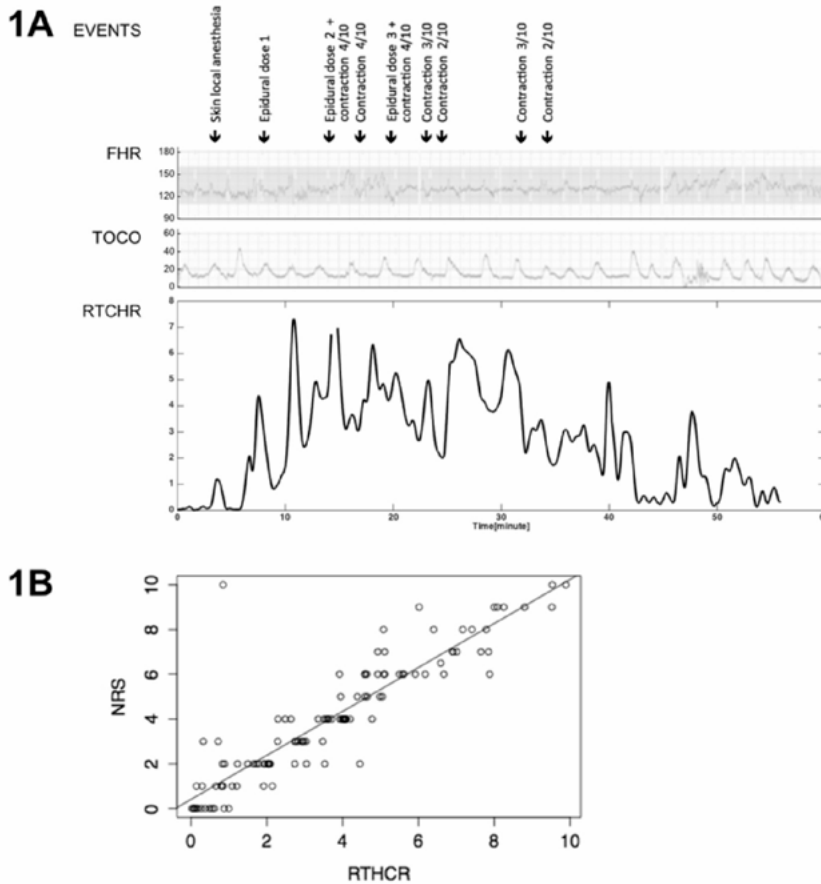 1A
EVENTS
Skin local anesthesia
Epidural dose 1
Epidural dose 2 +
contraction 4/10
Contraction 4/10
Epidural dose 3 +
contraction 4/10
Contraction 3/10
Contraction 2/10
Contraction 3/10
Contraction 2/10
FHR
180
150
120
90
TOCO
60
40
20
0
RTCHR
8
7
6
5
4
3
2
1
0
0 10 20 30 40 50
Time[minute]
1B
NRS
10
8
6
4
2
0
0 2 4 6 8 10
RTHCR